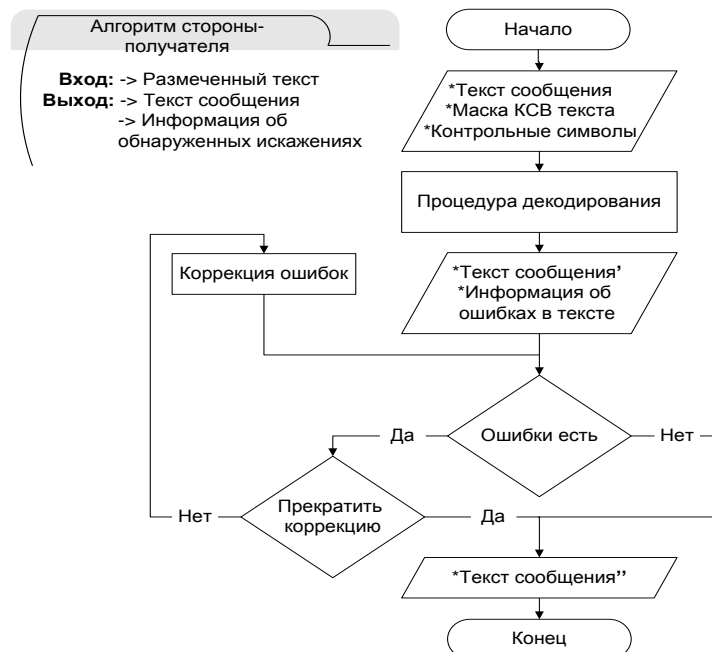 Алгоритм стороны-
получателя
Вход: -> Размеченный текст
Выход: -> Текст сообщения
-> Информация об
обнаруженных искажениях
Начало
*Текст сообщения
*Маска КСВ текста
*Контрольные символы
Процедура декодирования
Коррекция ошибок
*Текст сообщения’
*Информация об
ошибках в тексте
Да
Ошибки есть
Нет
Нет
Прекратить
коррекцию
Да
*Текст сообщения’’
Конец